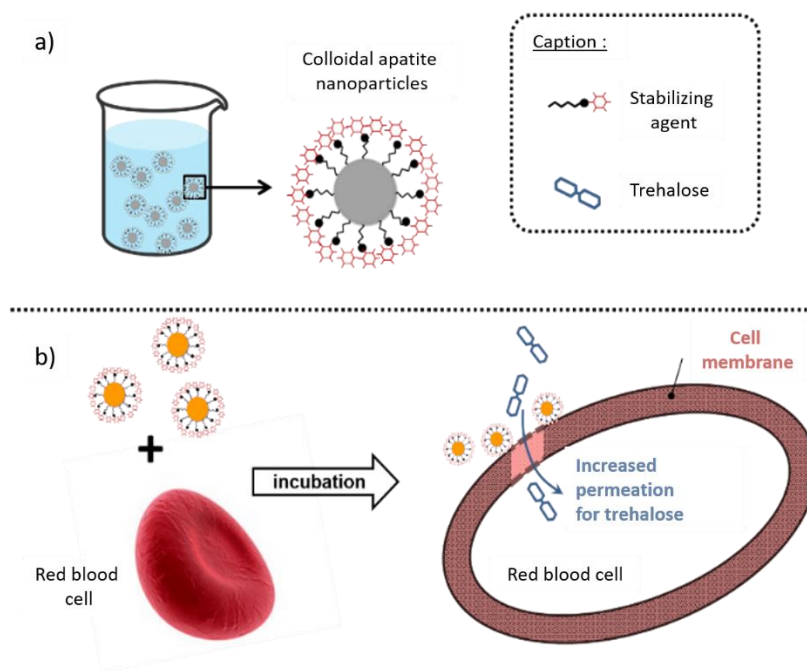 a)
Colloidal apatite
nanoparticles
Caption :
Stabilizing
agent
Trehalose
b)
+
incubation
Red blood
cell
Cell
membrane
Increased
permeation
for trehalose
Red blood cell